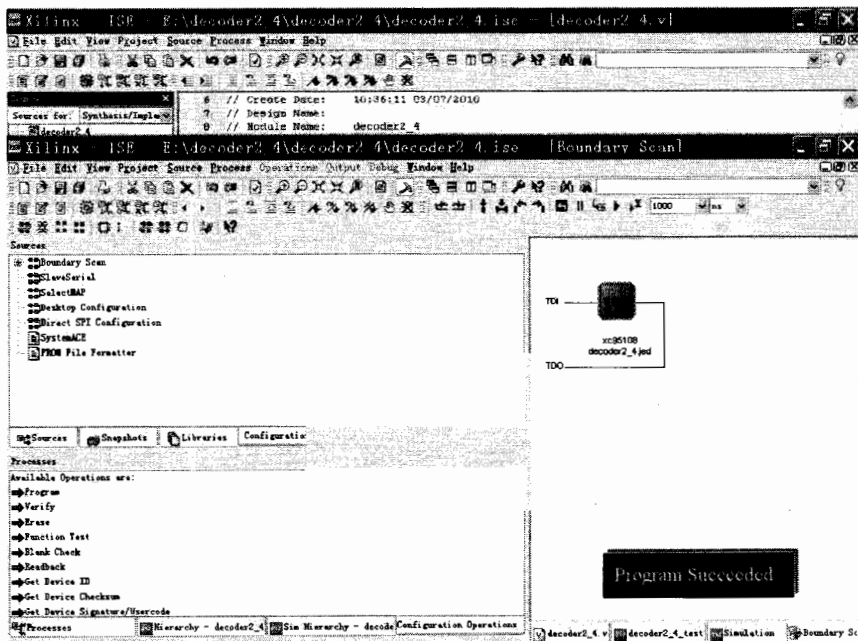 Xilinx - ISE - E:\decoder2_4\decoder2_4\decoder2_4.ise - [decoder2_4.v]
File Edit View Project Source Process Window Help
6 // Create Date: 10:36:11 03/07/2010
7 // Design Name:
8 // Module Name: decoder2_4
Sources for: Synthesis/Imple
decoder2_4
Xilinx - ISE - E:\decoder2_4\decoder2_4\decoder2_4.ise - [Boundary Scan]
File Edit View Project Source Process Operations Output Debug Window Help
1000 ns
Sources
Boundary Scan
SlaveSerial
SelectMAP
Desktop Configuration
Direct SPI Configuration
SystemACE
PROM File Formatter
TDI
xc95108
decoder2_4.jed
TDO
Sources Snapshots Libraries Configuratio
Processes
Available Operations are:
Program
Verify
Erase
Function Test
Blank Check
Readback
Get Device ID
Get Device Checksum
Get Device Signature/Usercode
Program Succeeded
Processes Hierarchy - decoder2_4 Sim Hierarchy - decode Configuration Operations
decoder2_4.v decoder2_4_test Simulation Boundary Sc